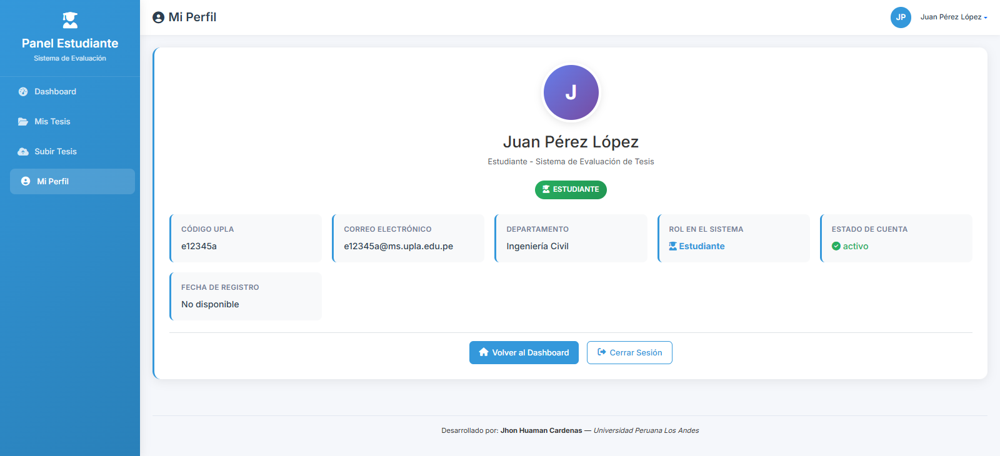 Panel Estudiante
Sistema de Evaluación
Dashboard
Mis Tesis
Subir Tesis
Mi Perfil
Mi Perfil
JP
Juan Pérez López
J
Juan Pérez López
Estudiante - Sistema de Evaluación de Tesis
ESTUDIANTE
CÓDIGO UPLA
e12345a
CORREO ELECTRÓNICO
e12345a@ms.upla.edu.pe
DEPARTAMENTO
Ingeniería Civil
ROL EN EL SISTEMA
Estudiante
ESTADO DE CUENTA
activo
FECHA DE REGISTRO
No disponible
Volver al Dashboard
Cerrar Sesión
Desarrollado por: Jhon Huaman Cardenas — Universidad Peruana Los Andes